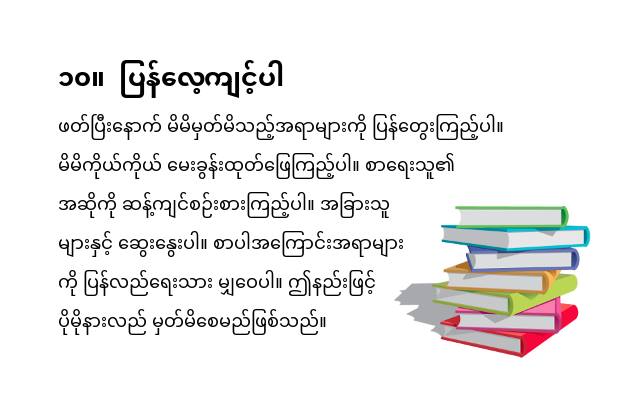 ၁၀။ ပြန်လေ့ကျင့်ပါ
ဖတ်ပြီးနောက် မိမိမှတ်မိသည့်အရာများကို ပြန်တွေးကြည့်ပါ။
မိမိကိုယ်ကိုယ် မေးခွန်းထုတ်ဖြေကြည့်ပါ။ စာရေးသူ၏
အဆိုကို ဆန့်ကျင်စဉ်းစားကြည့်ပါ။ အခြားသူ
များနှင့် ဆွေးနွေးပါ။ စာပါအကြောင်းအရာများ
ကို ပြန်လည်ရေးသား မျှဝေပါ။ ဤနည်းဖြင့်
ပိုမိုနားလည် မှတ်မိစေမည်ဖြစ်သည်။